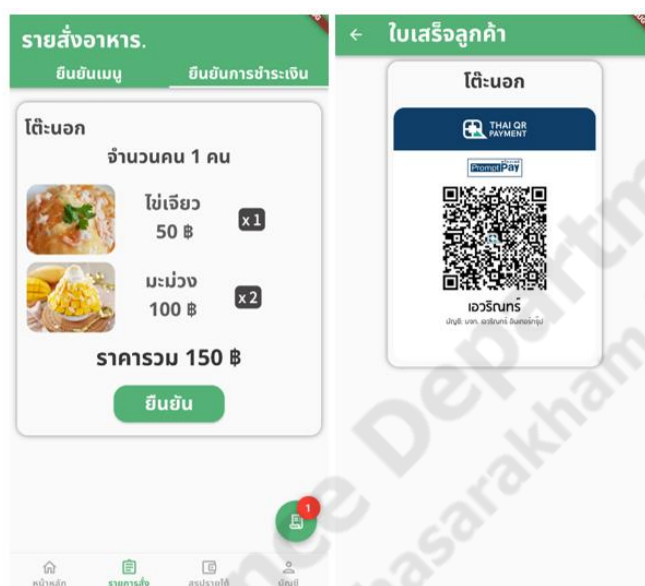 รายสั่งอาหาร.
ยืนยันเมนู ยืนยันการชำระเงิน
โต๊ะนอก
จำนวนคน 1 คน
ไข่เจียว
50 ฿
x1
มะม่วง
100 ฿
x2
ราคารวม 150 ฿
ยืนยัน
1
หน้าหลัก รายการสั่ง สรุปรายได้ บัญชี
ใบเสร็จลูกค้า
โต๊ะนอก
THAI QR
PAYMENT
PromptPay
เอวริณทร์